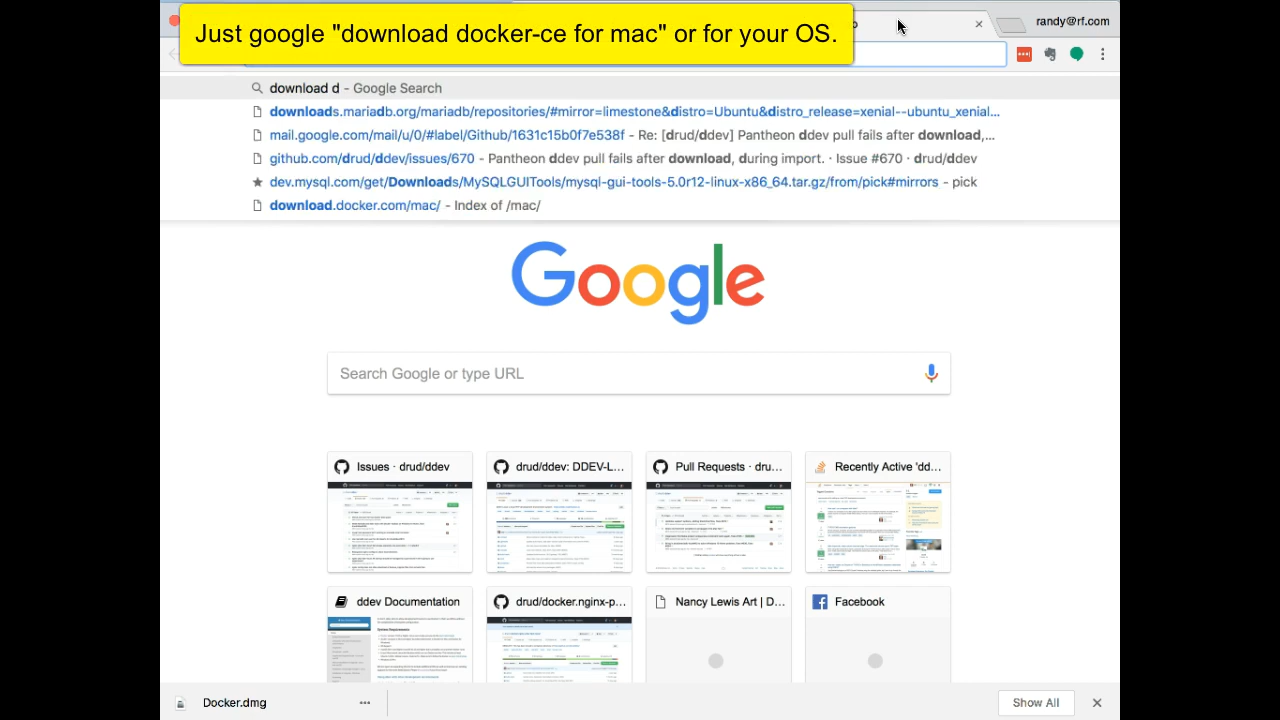 Just google "download docker-ce for mac" or for your OS.
randy@rf.com
download d - Google Search
downloads.mariadb.org/mariadb/repositories/#mirror=limestone&distro=Ubuntu&distro_release=xenial--ubuntu_xenial...
mail.google.com/mail/u/0/#label/Github/1631c15b0f7e538f - Re: [drud/ddev] Pantheon ddev pull fails after download,...
github.com/drud/ddev/issues/670 - Pantheon ddev pull fails after download, during import. · Issue #670 · drud/ddev
dev.mysql.com/get/Downloads/MySQLGUITools/mysql-gui-tools-5.0r12-linux-x86_64.tar.gz/from/pick#mirrors - pick
download.docker.com/mac/ - Index of /mac/
Google
Search Google or type URL
Issues · drud/ddev
drud/ddev: DDEV-L...
Pull Requests · dru...
Recently Active 'dd...
ddev Documentation
drud/docker.nginx-p...
Nancy Lewis Art | D...
Facebook
Docker.dmg
Show All